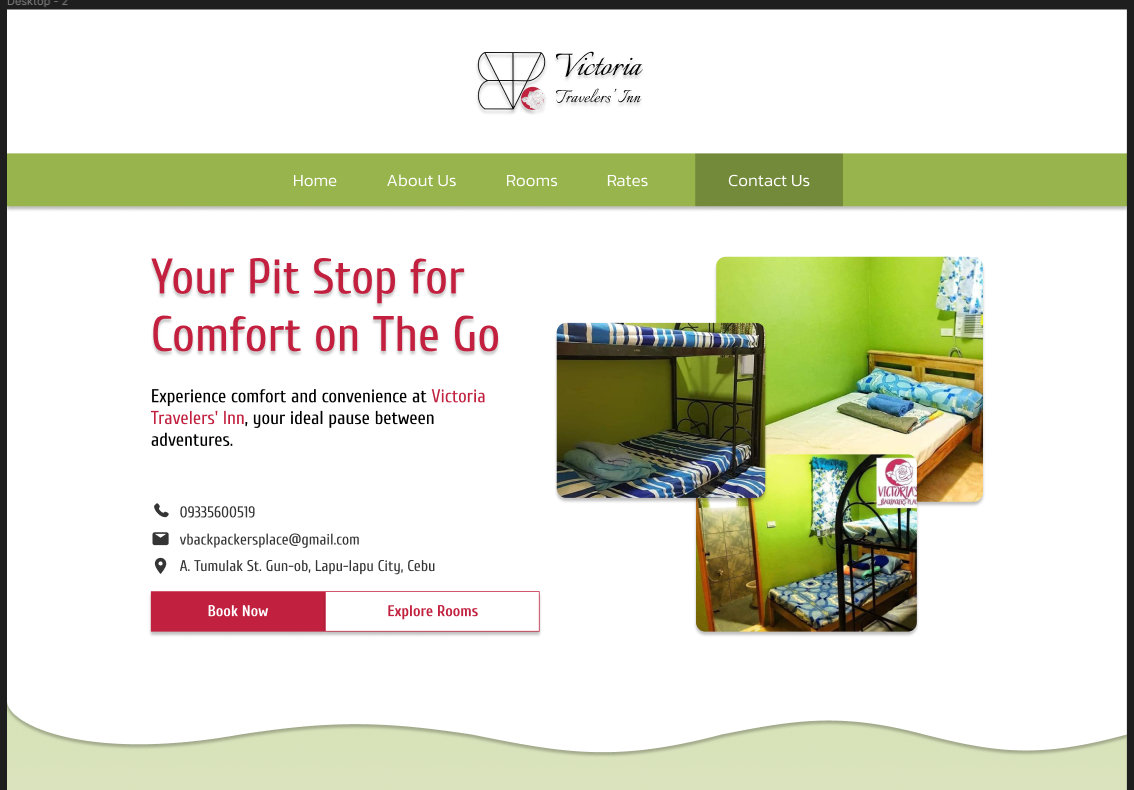 Desktop - 2
Victoria
Travelers' Inn
Home About Us Rooms Rates Contact Us
Your Pit Stop for
Comfort on The Go
Experience comfort and convenience at Victoria
Travelers' Inn, your ideal pause between
adventures.
09335600519
vbackpackersplace@gmail.com
A. Tumulak St. Gun-ob, Lapu-lapu City, Cebu
Book Now Explore Rooms
VICTORIA'S